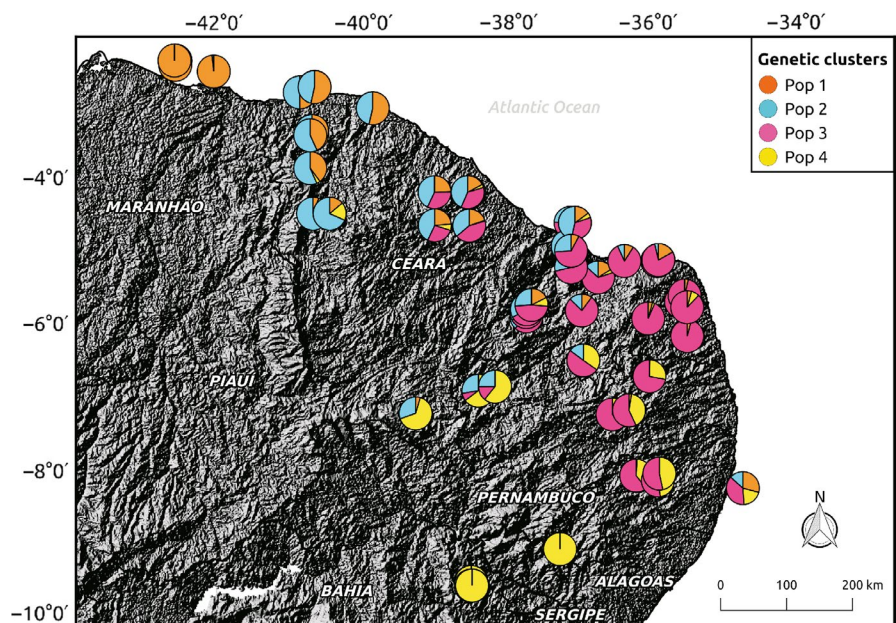 −42°0′ −40°0′ −38°0′ −36°0′ −34°0′
Genetic clusters
Pop 1
Pop 2
Pop 3
Pop 4
Atlantic Ocean
−4°0′
MARANHÃO
CEARA
−6°0′
PIAUÍ
−8°0′
PERNAMBUCO
N
ALAGOAS
BAHIA
0 100 200 km
−10°0′
SERGIPE